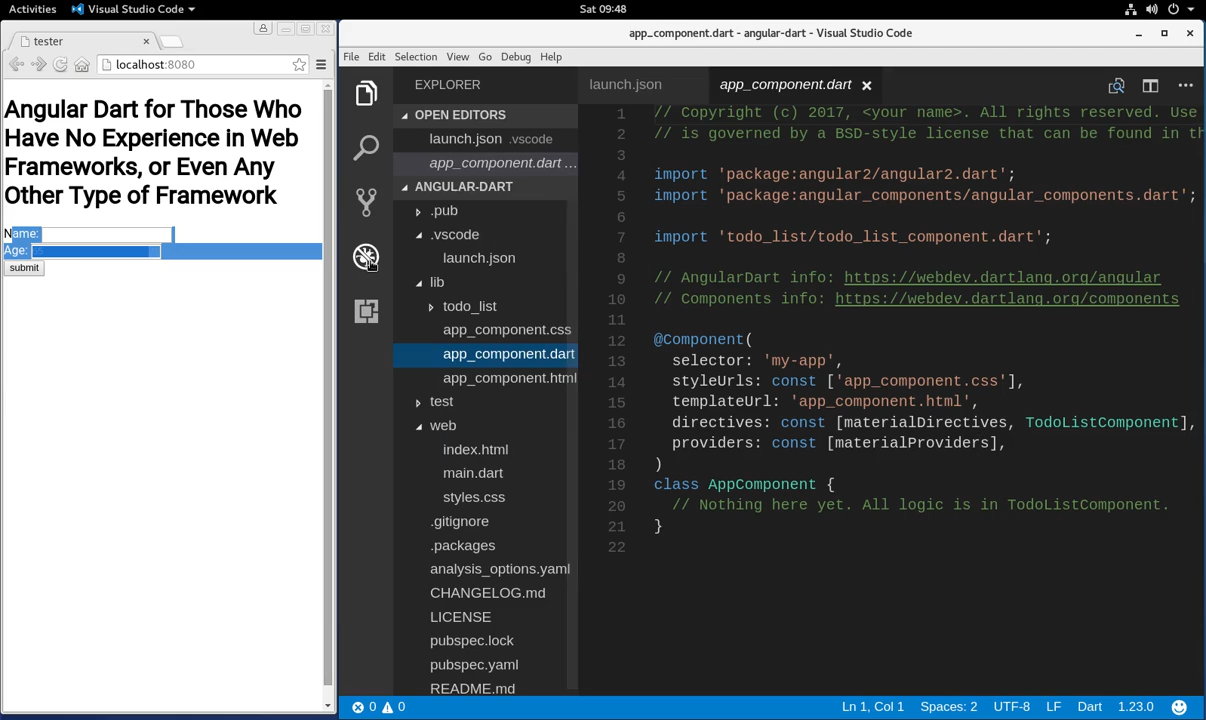 Activities Visual Studio Code
Sat 09:48
tester
localhost:8080
Angular Dart for Those Who
Have No Experience in Web
Frameworks, or Even Any
Other Type of Framework
Name:
Age:
submit
app_component.dart - angular-dart - Visual Studio Code
File Edit Selection View Go Debug Help
EXPLORER
OPEN EDITORS
launch.json .vscode
app_component.dart ...
ANGULAR-DART
.pub
.vscode
launch.json
lib
todo_list
app_component.css
app_component.dart
app_component.html
test
web
index.html
main.dart
styles.css
.gitignore
.packages
analysis_options.yaml
CHANGELOG.md
LICENSE
pubspec.lock
pubspec.yaml
README.md
launch.json app_component.dart
1 // Copyright (c) 2017, <your name>. All rights reserved. Use
2 // is governed by a BSD-style license that can be found in th
3
4 import 'package:angular2/angular2.dart';
5 import 'package:angular_components/angular_components.dart';
6
7 import 'todo_list/todo_list_component.dart';
8
9 // AngularDart info: https://webdev.dartlang.org/angular
10 // Components info: https://webdev.dartlang.org/components
11
12 @Component(
13 selector: 'my-app',
14 styleUrls: const ['app_component.css'],
15 templateUrl: 'app_component.html',
16 directives: const [materialDirectives, TodoListComponent],
17 providers: const [materialProviders],
18 )
19 class AppComponent {
20 // Nothing here yet. All logic is in TodoListComponent.
21 }
22
0 0 Ln 1, Col 1 Spaces: 2 UTF-8 LF Dart 1.23.0